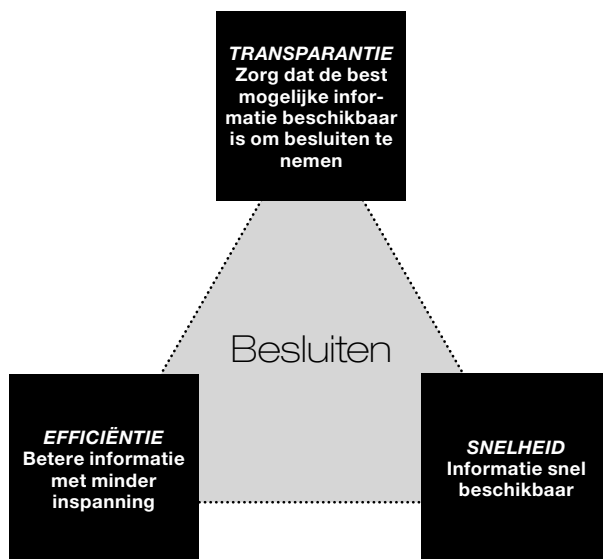 TRANSPARANTIE
Zorg dat de best
mogelijke infor-
matie beschikbaar
is om besluiten te
nemen
Besluiten
EFFICIËNTIE
Betere informatie
met minder
inspanning
SNELHEID
Informatie snel
beschikbaar